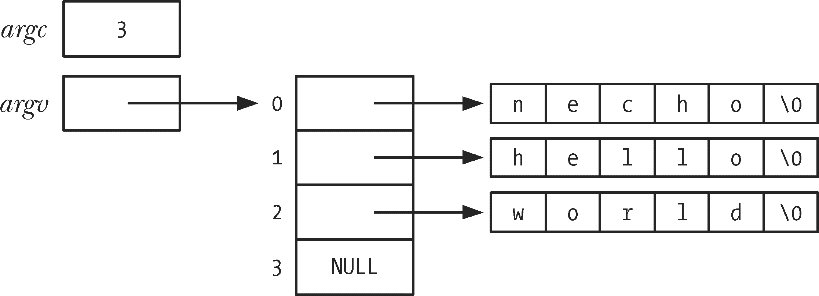 argc 3
argv 0 n e c h o \0
1 h e l l o \0
2 w o r l d \0
3 NULL